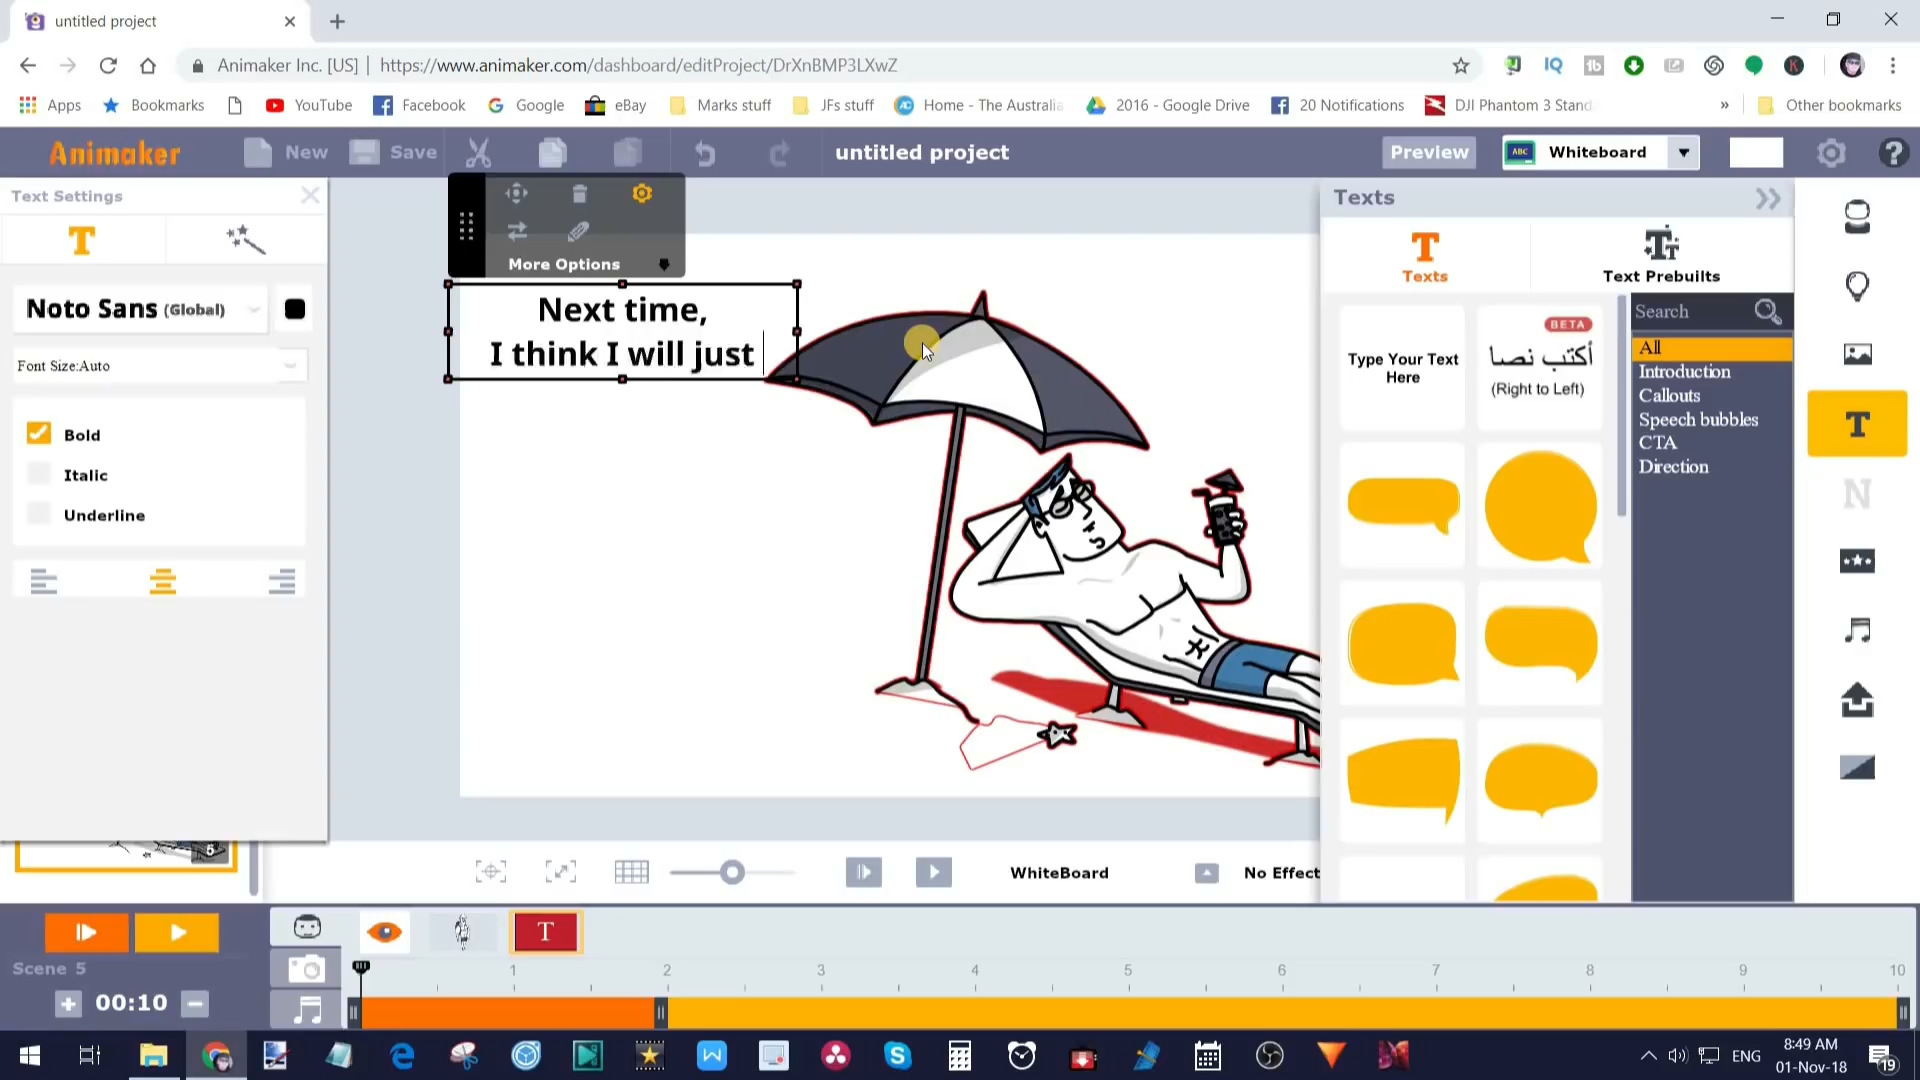 untitled project
Animaker Inc. [US] | https://www.animaker.com/dashboard/editProject/DrXnBMP3LXwZ
IQ
1b
K
Apps
Bookmarks
YouTube
Facebook
Google
eBay
Marks stuff
JFs stuff
Home - The Australia
2016 - Google Drive
20 Notifications
DJI Phantom 3 Stand
»
Other bookmarks
Animaker
New
Save
untitled project
Preview
ABC
Whiteboard
?
Text Settings
T
Noto Sans (Global)
Font Size:Auto
Bold
Italic
Underline
More Options
Next time,
I think I will just
Texts
T
Texts
Text Prebuilts
Type Your Text
Here
BETA
أكتب نصا
(Right to Left)
Search
All
Introduction
Callouts
Speech bubbles
CTA
Direction
T
N
5
WhiteBoard
No Effect
T
Scene 5
00:10
1 2 3 4 5 6 7 8 9 10
ENG
8:49 AM
01-Nov-18
19